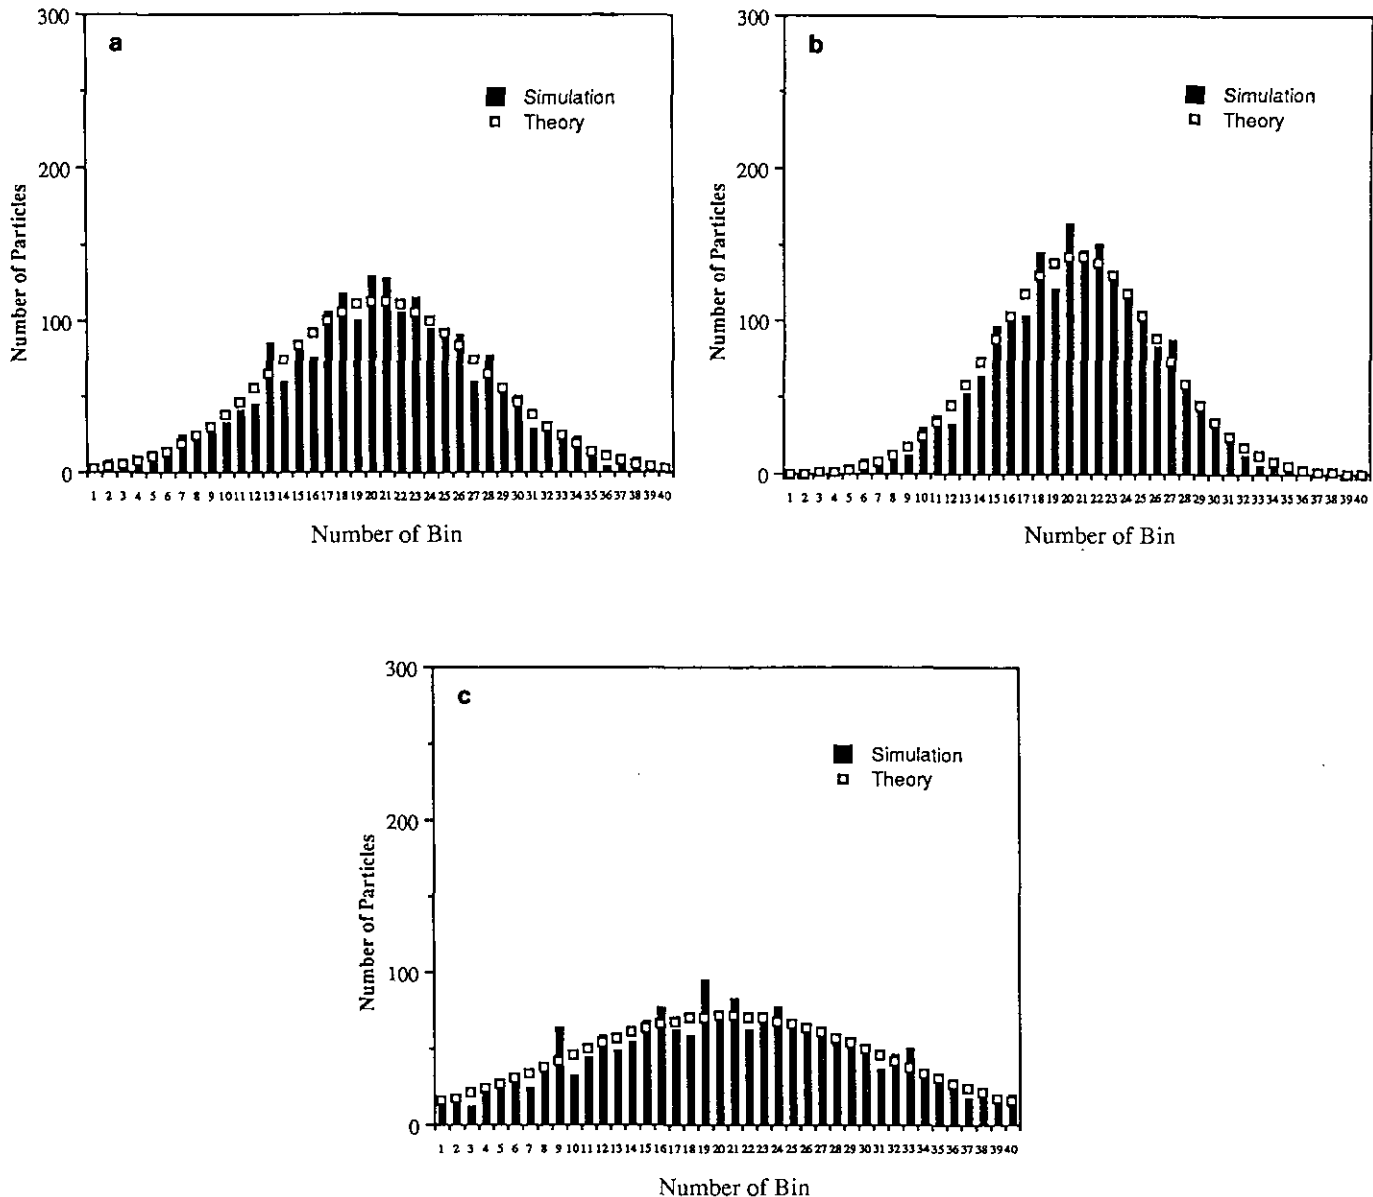 300
a
Simulation
Theory
200
100
0
Number of Particles
1 2 3 4 5 6 7 8 9 10 11 12 13 14 15 16 17 18 19 20 21 22 23 24 25 26 27 28 29 30 31 32 33 34 35 36 37 38 39 40
Number of Bin
300
b
Simulation
Theory
200
100
0
Number of Particles
1 2 3 4 5 6 7 8 9 10 11 12 13 14 15 16 17 18 19 20 21 22 23 24 25 26 27 28 29 30 31 32 33 34 35 36 37 38 39 40
Number of Bin
300
c
Simulation
Theory
200
100
0
Number of Particles
1 2 3 4 5 6 7 8 9 10 11 12 13 14 15 16 17 18 19 20 21 22 23 24 25 26 27 28 29 30 31 32 33 34 35 36 37 38 39 40
Number of Bin